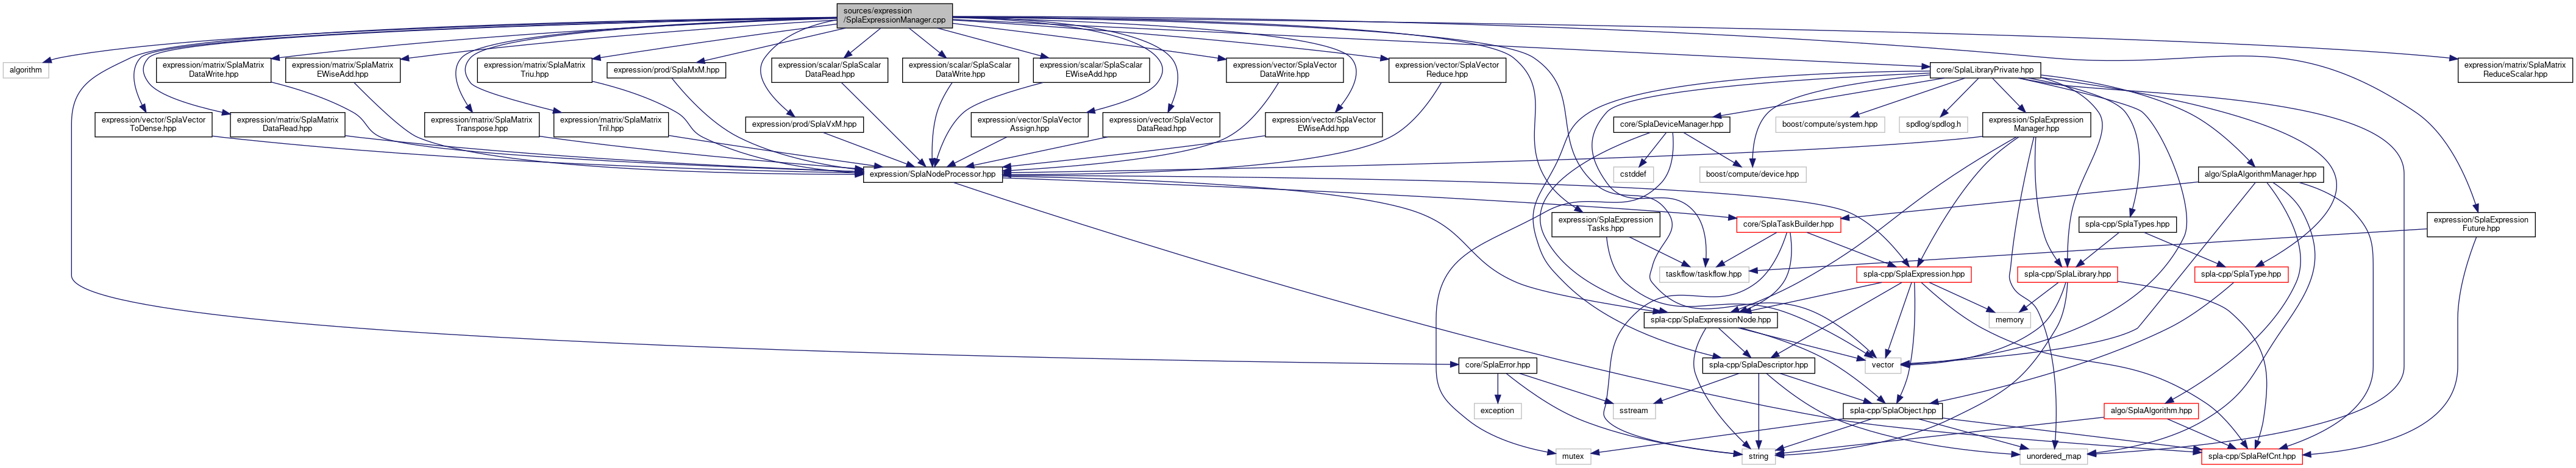 sources/expression
/SplaExpressionManager.cpp
algorithm
expression/matrix/SplaMatrix
DataWrite.hpp
expression/matrix/SplaMatrix
EWiseAdd.hpp
expression/matrix/SplaMatrix
Triu.hpp
expression/prod/SplaMxM.hpp
expression/scalar/SplaScalar
DataRead.hpp
expression/scalar/SplaScalar
DataWrite.hpp
expression/scalar/SplaScalar
EWiseAdd.hpp
expression/vector/SplaVector
DataWrite.hpp
expression/vector/SplaVector
Reduce.hpp
core/SplaLibraryPrivate.hpp
expression/matrix/SplaMatrix
ReduceScalar.hpp
expression/vector/SplaVector
ToDense.hpp
expression/matrix/SplaMatrix
DataRead.hpp
expression/matrix/SplaMatrix
Transpose.hpp
expression/matrix/SplaMatrix
Tril.hpp
expression/prod/SplaVxM.hpp
expression/vector/SplaVector
Assign.hpp
expression/vector/SplaVector
DataRead.hpp
expression/vector/SplaVector
EWiseAdd.hpp
core/SplaDeviceManager.hpp
boost/compute/system.hpp
spdlog/spdlog.h
expression/SplaExpression
Manager.hpp
expression/SplaNodeProcessor.hpp
cstddef
boost/compute/device.hpp
algo/SplaAlgorithmManager.hpp
expression/SplaExpression
Tasks.hpp
core/SplaTaskBuilder.hpp
spla-cpp/SplaTypes.hpp
expression/SplaExpression
Future.hpp
taskflow/taskflow.hpp
spla-cpp/SplaExpression.hpp
spla-cpp/SplaLibrary.hpp
spla-cpp/SplaType.hpp
spla-cpp/SplaExpressionNode.hpp
memory
core/SplaError.hpp
spla-cpp/SplaDescriptor.hpp
vector
exception
sstream
spla-cpp/SplaObject.hpp
algo/SplaAlgorithm.hpp
mutex
string
unordered_map
spla-cpp/SplaRefCnt.hpp